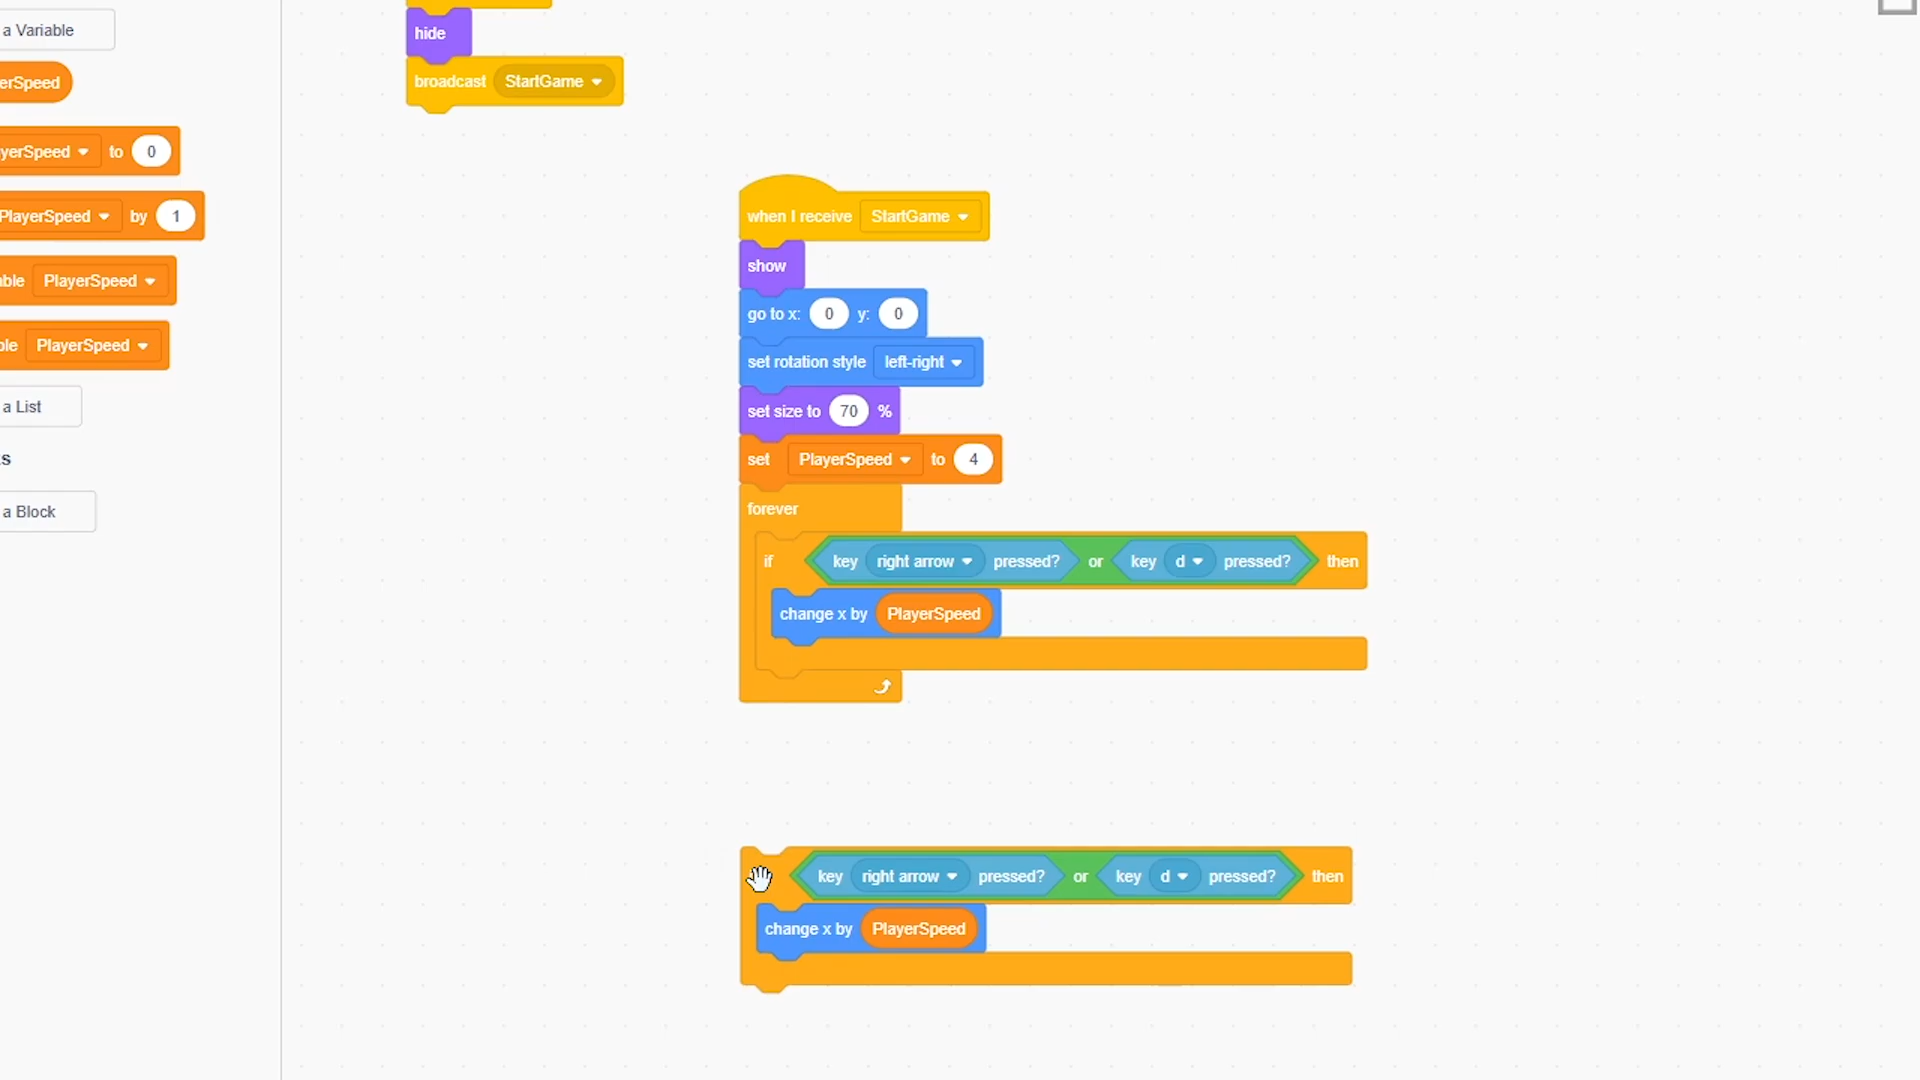 a Variable
erSpeed
yerSpeed to 0
PlayerSpeed by 1
able PlayerSpeed
ble PlayerSpeed
a List
s
a Block
hide
broadcast StartGame
when I receive StartGame
show
go to x: 0 y: 0
set rotation style left-right
set size to 70 %
set PlayerSpeed to 4
forever
if key right arrow pressed? or key d pressed? then
change x by PlayerSpeed
key right arrow pressed? or key d pressed? then
change x by PlayerSpeed